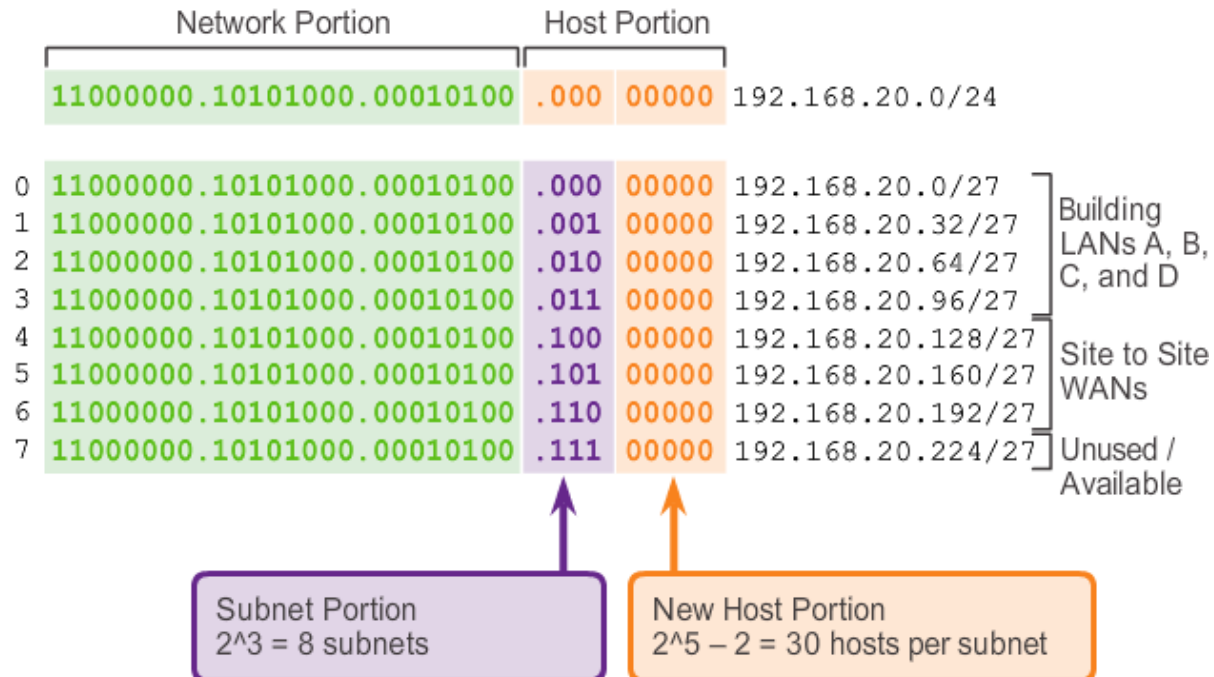 Network Portion Host Portion
11000000.10101000.00010100 .000 00000 192.168.20.0/24
0 11000000.10101000.00010100 .000 00000 192.168.20.0/27
1 11000000.10101000.00010100 .001 00000 192.168.20.32/27
2 11000000.10101000.00010100 .010 00000 192.168.20.64/27
3 11000000.10101000.00010100 .011 00000 192.168.20.96/27
Building
LANs A, B,
C, and D
4 11000000.10101000.00010100 .100 00000 192.168.20.128/27
5 11000000.10101000.00010100 .101 00000 192.168.20.160/27
6 11000000.10101000.00010100 .110 00000 192.168.20.192/27
Site to Site
WANs
7 11000000.10101000.00010100 .111 00000 192.168.20.224/27
Unused /
Available
Subnet Portion
2^3 = 8 subnets
New Host Portion
2^5 – 2 = 30 hosts per subnet